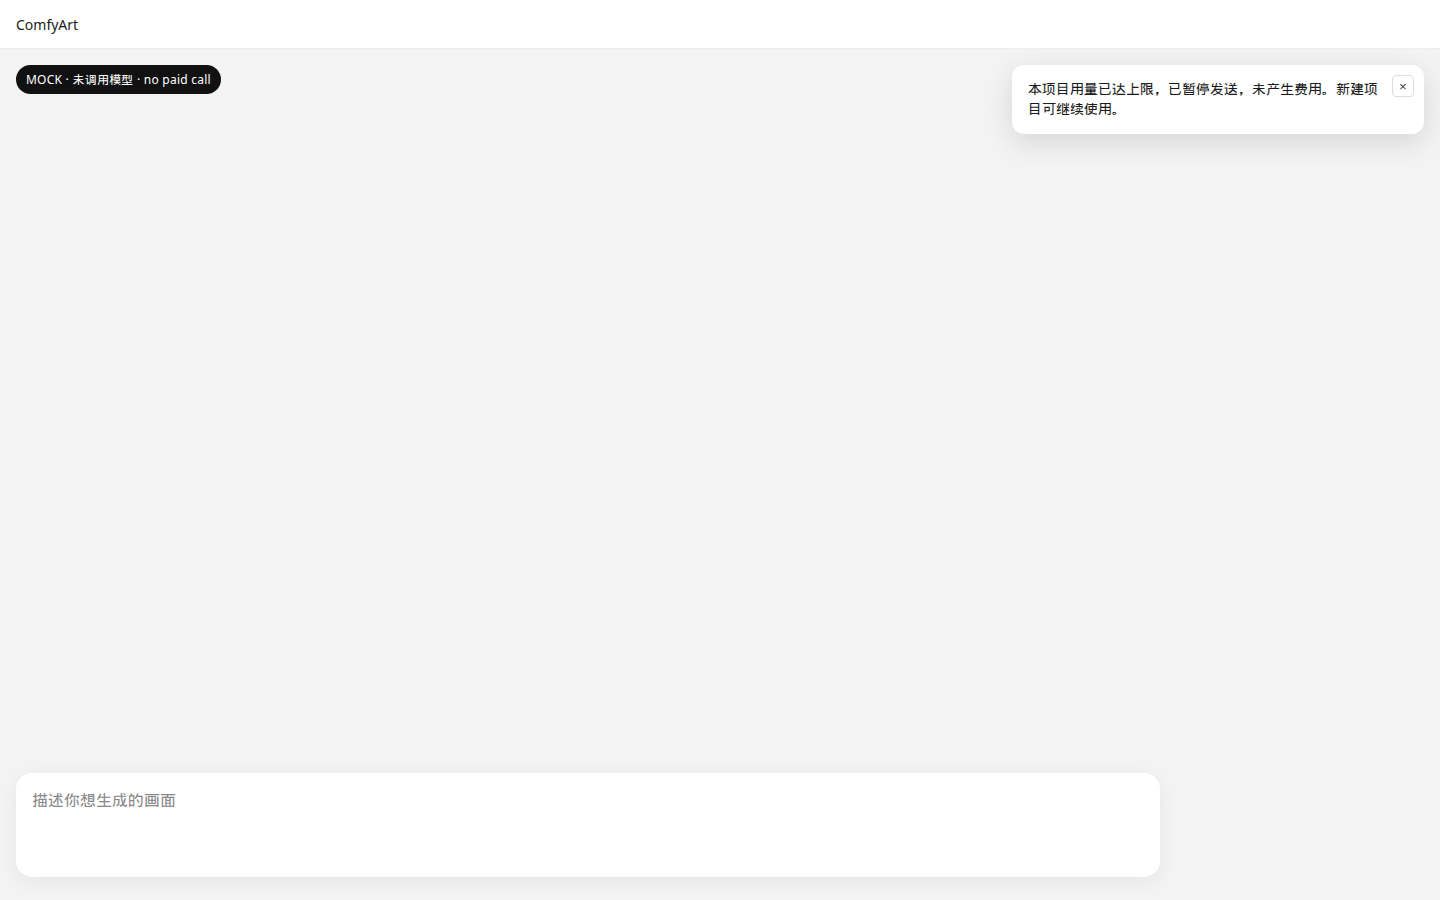 ComfyArt
MOCK · 未调用模型 · no paid call
本项目用量已达上限，已暂停发送，未产生费用。新建项
目可继续使用。
×
描述你想生成的画面